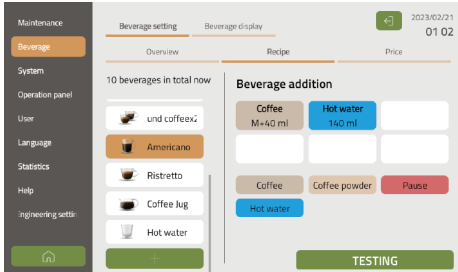 Maintenance
Beverage
System
Operation panel
User
Language
Statistics
Help
ingineering settin
Beverage setting
Beverage display
2023/02/21
01 02
Overview
Recipe
Price
10 beverages in total now
und coffeex2
Americano
Ristretto
Coffee Jug
Hot water
+
Beverage addition
Coffee
M+40 ml
Hot water
140 ml
Coffee
Coffee powder
Pause
Hot water
TESTING